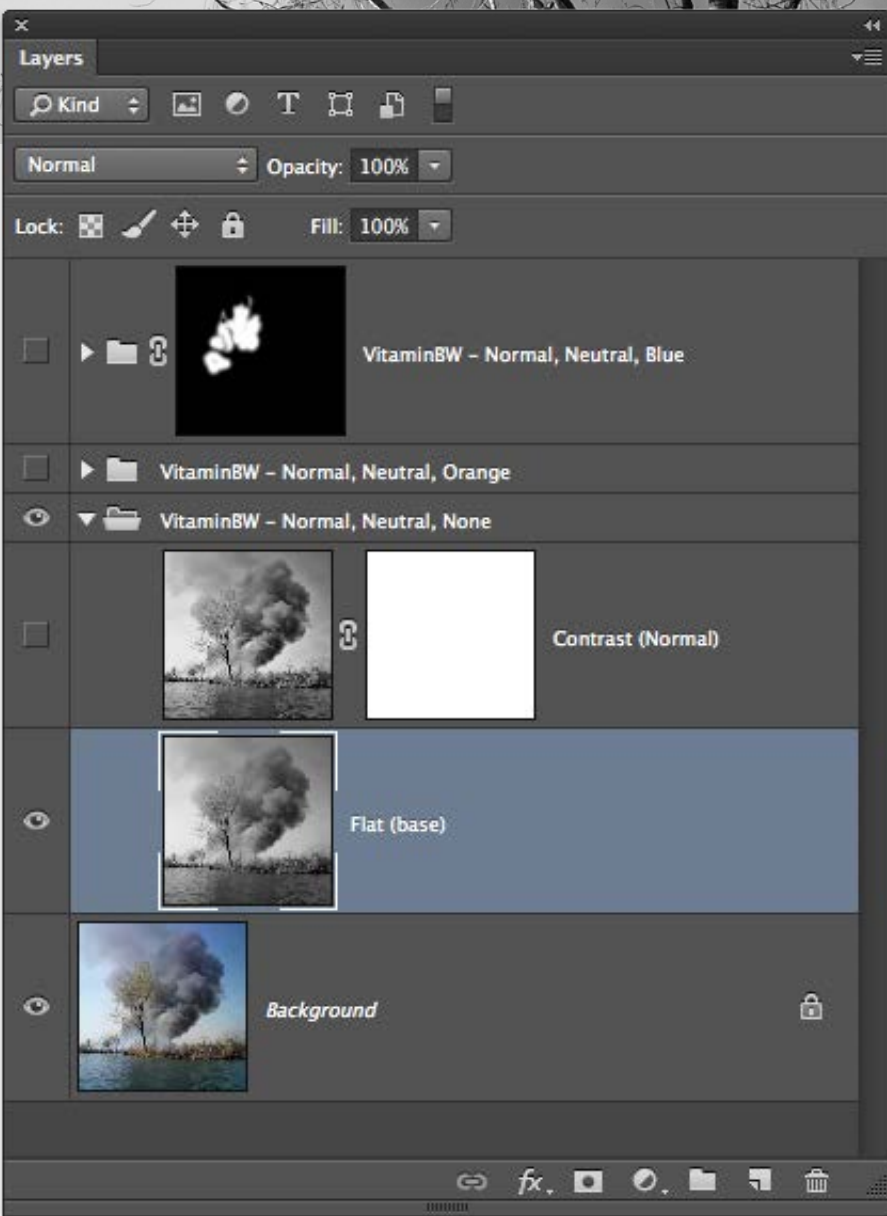 Layers
Kind
Normal Opacity: 100%
Lock: Fill: 100%
VitaminBW – Normal, Neutral, Blue
VitaminBW – Normal, Neutral, Orange
VitaminBW – Normal, Neutral, None
Contrast (Normal)
Flat (base)
Background
fx